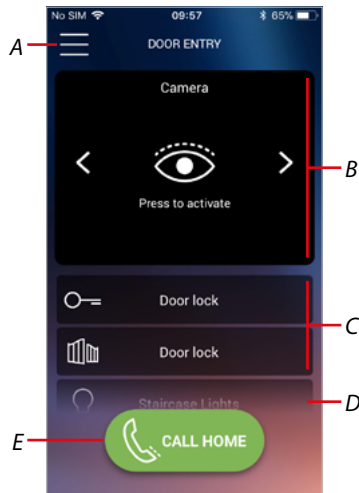 No SIM 09:57 65%
A DOOR ENTRY
Camera
B
Press to activate
Door lock
C
Door lock
Staircase Lights D
E CALL HOME